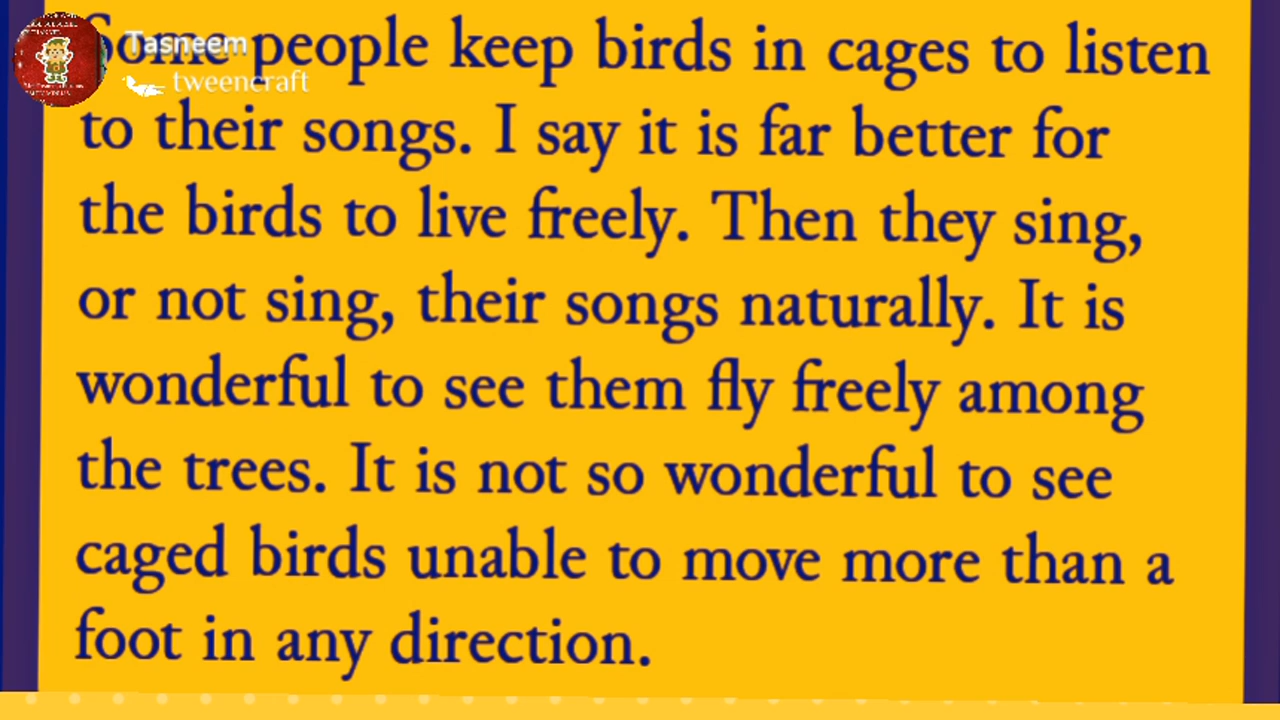 Tasneem
tweencraft
Some people keep birds in cages to listen
to their songs. I say it is far better for
the birds to live freely. Then they sing,
or not sing, their songs naturally. It is
wonderful to see them fly freely among
the trees. It is not so wonderful to see
caged birds unable to move more than a
foot in any direction.